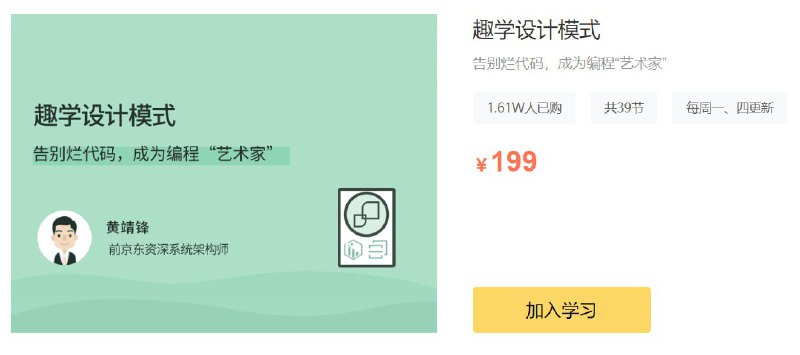 趣学设计模式
告别烂代码，成为编程“艺术家”
黄靖锋
前京东资深系统架构师
趣学设计模式
告别烂代码，成为编程“艺术家”
1.61W人已购
共39节
每周一、四更新
￥199
加入学习